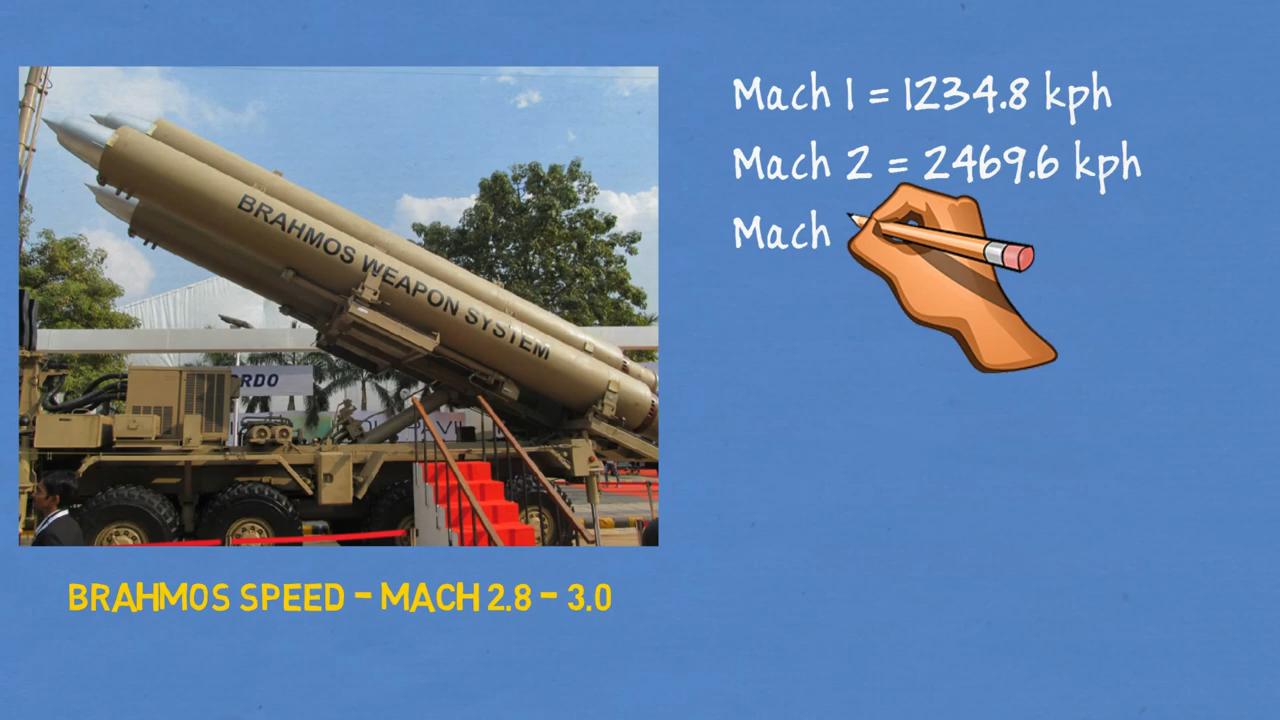 BRAHMOS WEAPON SYSTEM
DRDO
BRAHMOS SPEED - MACH 2.8 - 3.0
Mach 1 = 1234.8 kph
Mach 2 = 2469.6 kph
Mach